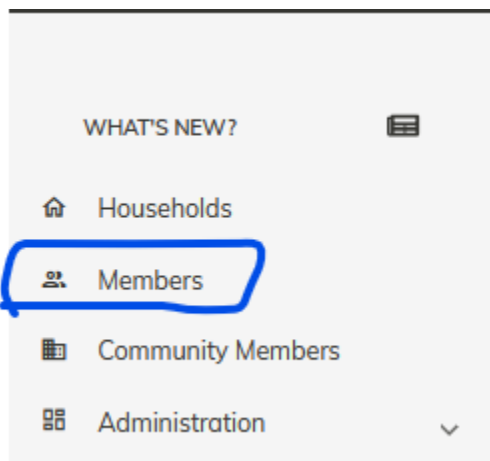 WHAT'S NEW?
Households
Members
Community Members
Administration